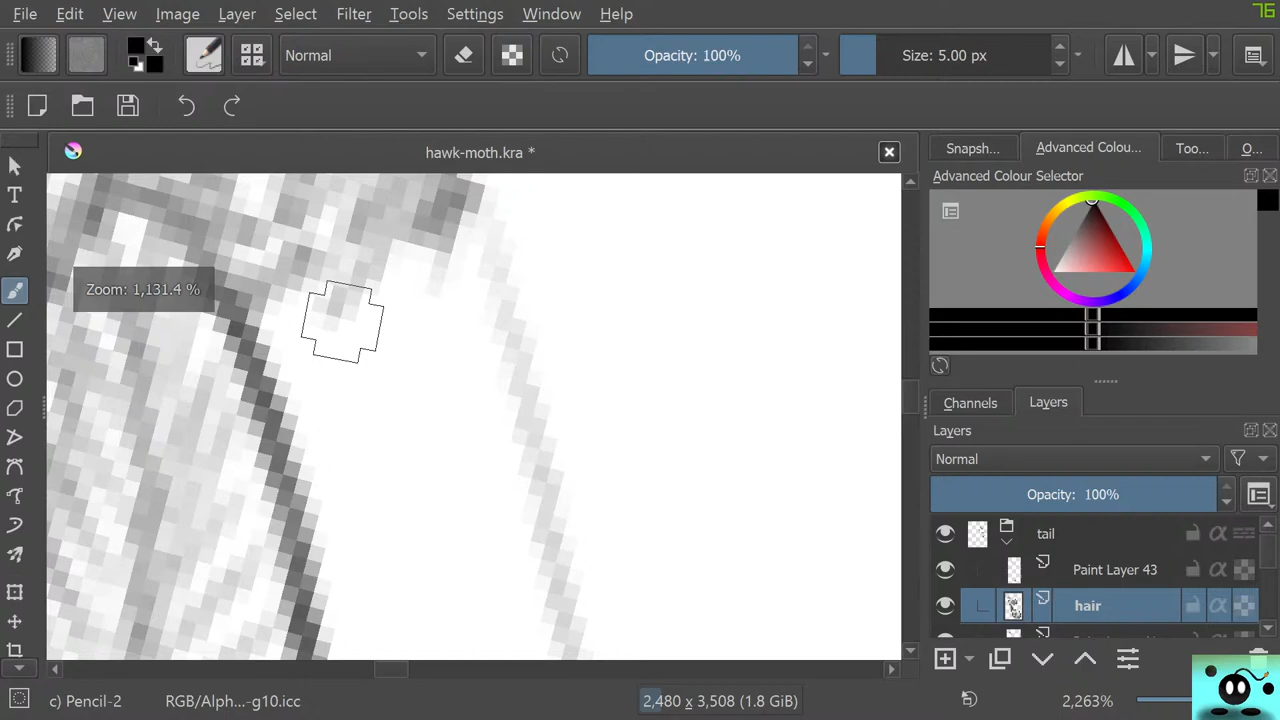 76
File Edit View Image Layer Select Filter Tools Settings Window Help
Normal
Opacity: 100%
Size: 5.00 px
hawk-moth.kra *
Snapsh... Advanced Colou... Too... O...
Advanced Colour Selector
Zoom: 1,131.4 %
Channels Layers
Layers
Normal
Opacity: 100%
tail
Paint Layer 43
hair
c) Pencil-2 RGB/Alph...-g10.icc 2,480 x 3,508 (1.8 GiB) 2,263%